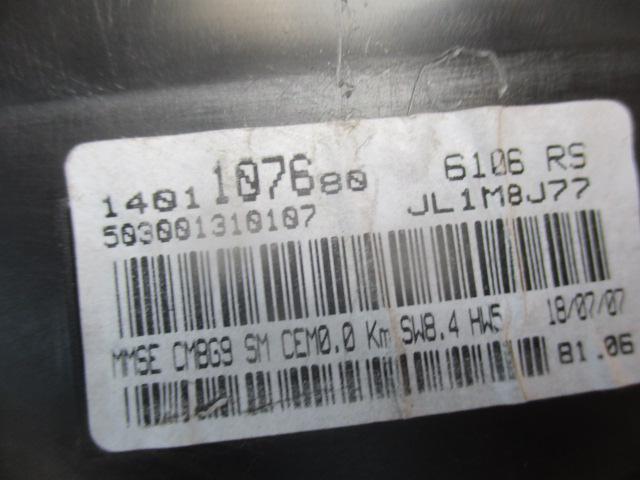 1401107680 6106 RS
503001310107 JL1M8J77
MMSE CM8G9 SM CEM0.0 Km SW8.4 HW5 18/07/07
81.06